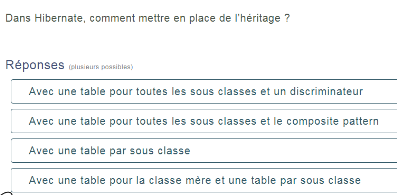 Dans Hibernate, comment mettre en place de l'héritage ?
Réponses (plusieurs possibles)
Avec une table pour toutes les sous classes et un discriminateur
Avec une table pour toutes les sous classes et le composite pattern
Avec une table par sous classe
Avec une table pour la classe mère et une table par sous classe